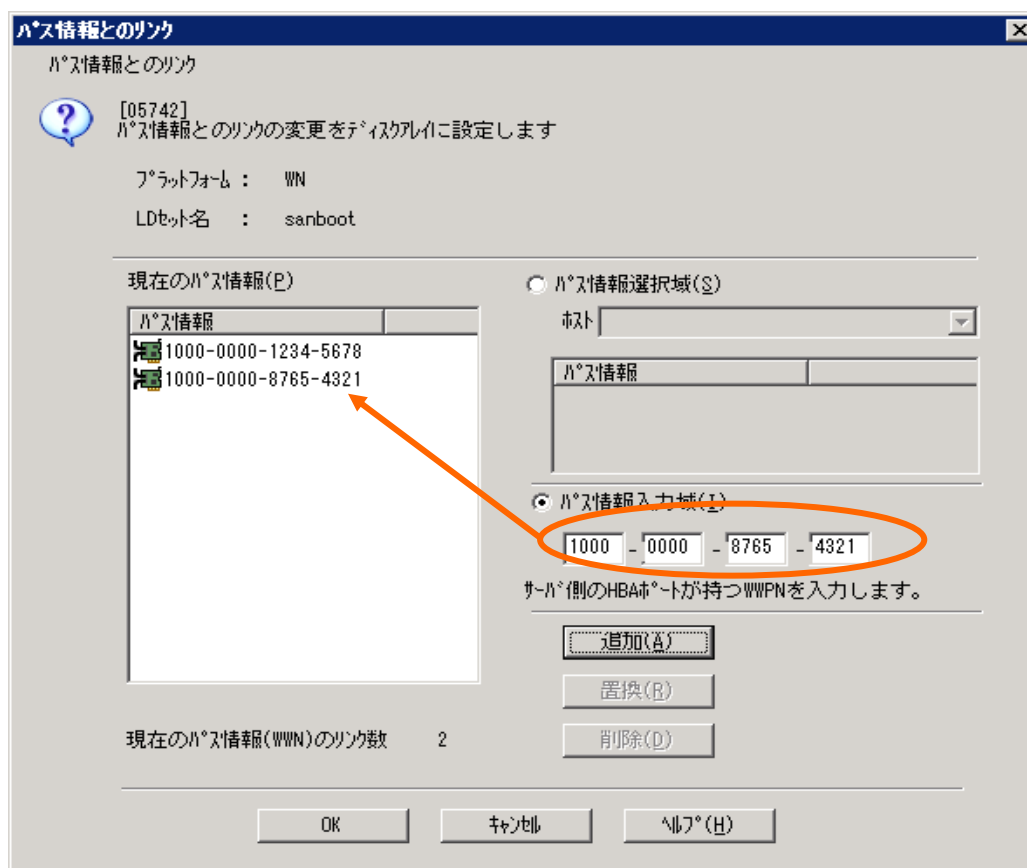 パス情報とのリンク
パス情報とのリンク
[05742]
パス情報とのリンクの変更をディスクアレイに設定します
プラットフォーム : WN
LDセット名 : sanboot
現在のパス情報(P)
パス情報
1000-0000-1234-5678
1000-0000-8765-4321
現在のパス情報(WWN)のリンク数 2
パス情報選択域(S)
ホスト
パス情報
パス情報入力域(I)
1000 - 0000 - 8765 - 4321
サーバ側のHBAポートが持つWWPNを入力します。
追加(A)
置換(R)
削除(D)
OK キャンセル ヘルプ(H)